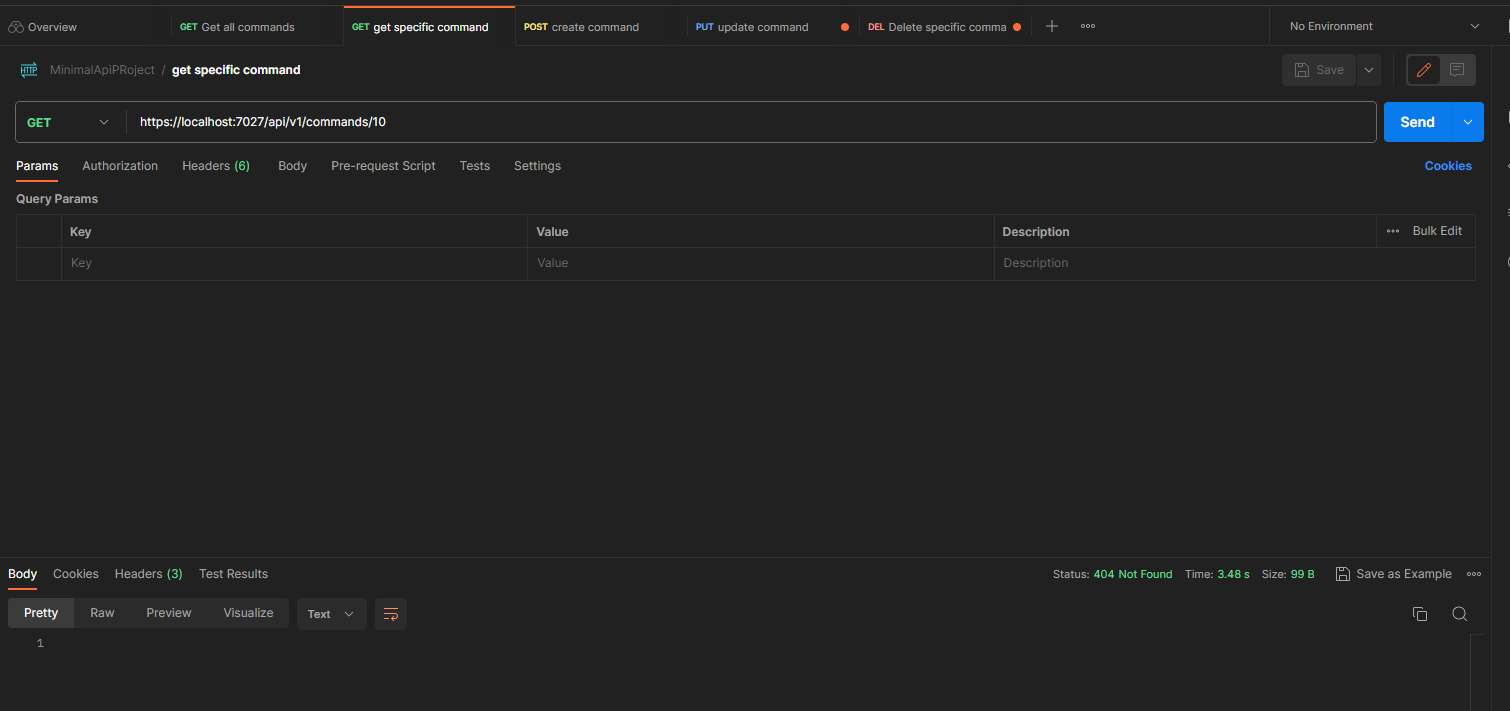 Overview GET Get all commands GET get specific command POST create command PUT update command DEL Delete specific comma No Environment
HTTP MinimalApiPRoject / get specific command Save
GET https://localhost:7027/api/v1/commands/10 Send
Params Authorization Headers (6) Body Pre-request Script Tests Settings Cookies
Query Params
Key Value Description Bulk Edit
Key Value Description
Body Cookies Headers (3) Test Results Status: 404 Not Found Time: 3.48 s Size: 99 B Save as Example
Pretty Raw Preview Visualize Text
1